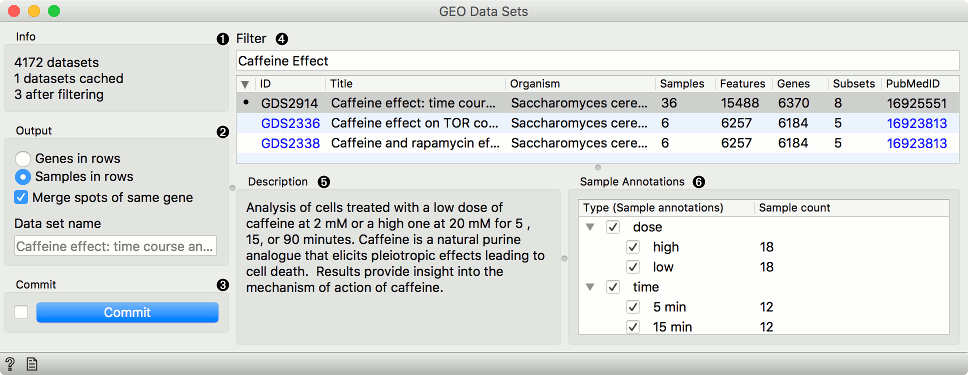 GEO Data Sets
Info ❶
4172 datasets
1 datasets cached
3 after filtering
Output ❷
Genes in rows
Samples in rows
Merge spots of same gene
Data set name
Caffeine effect: time course an...
Commit ❸
Commit
Filter ❹
Caffeine Effect
ID Title Organism Samples Features Genes Subsets PubMedID
GDS2914 Caffeine effect: time cour... Saccharomyces cere... 36 15488 6370 8 16925551
GDS2336 Caffeine effect on TOR co... Saccharomyces cere... 6 6257 6184 5 16923813
GDS2338 Caffeine and rapamycin ef... Saccharomyces cere... 6 6257 6184 5 16923813
Description ❺
Analysis of cells treated with a low dose of
caffeine at 2 mM or a high one at 20 mM for 5 ,
15, or 90 minutes. Caffeine is a natural purine
analogue that elicits pleiotropic effects leading to
cell death.  Results provide insight into the
mechanism of action of caffeine.
Sample Annotations ❻
Type (Sample annotations) Sample count
dose
high 18
low 18
time
5 min 12
15 min 12
?